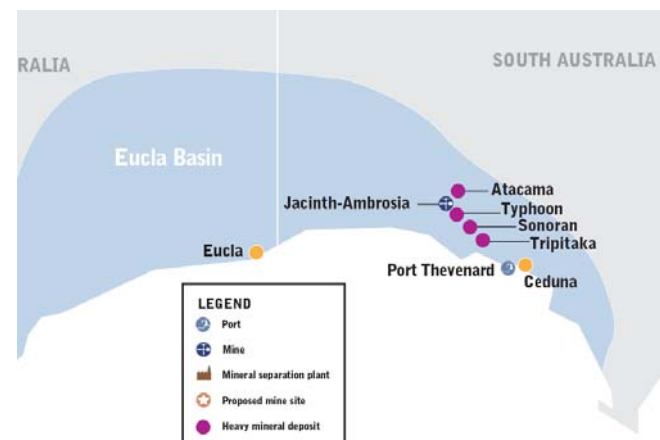 RALIA
SOUTH AUSTRALIA
Eucla Basin
Atacama
Jacinth-Ambrosia
Typhoon
Sonoran
Tripitaka
Eucla
Port Thevenard
Ceduna
LEGEND
Port
Mine
Mineral separation plant
Proposed mine site
Heavy mineral deposit